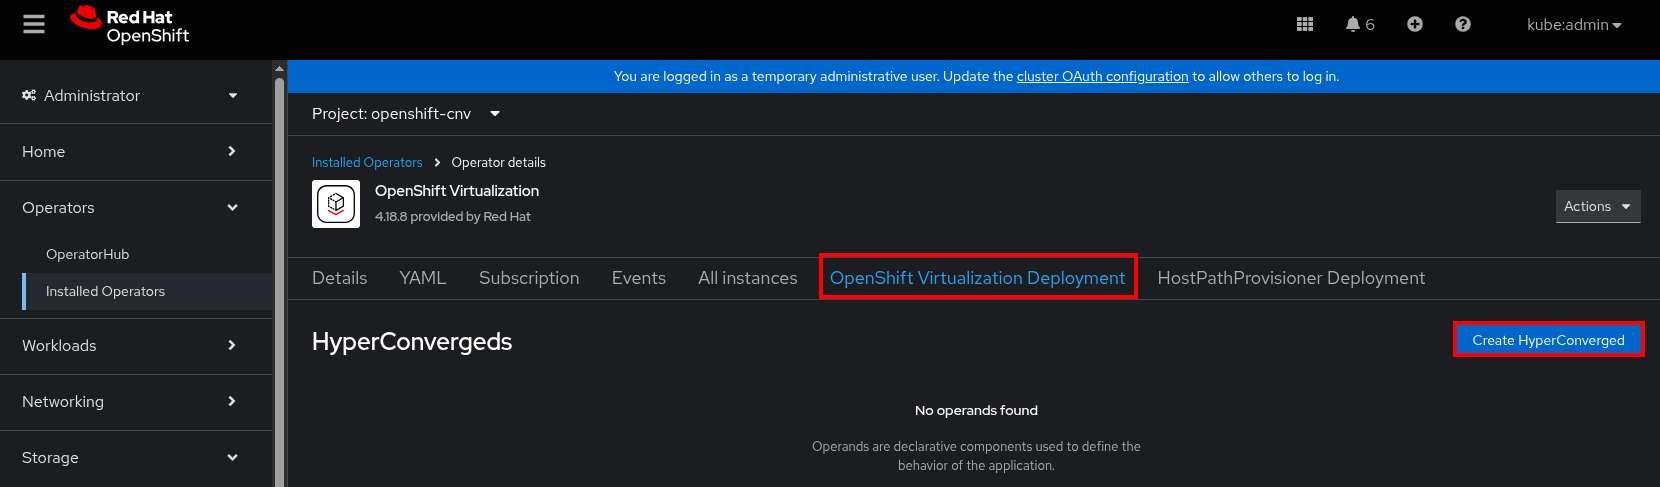 Red Hat
OpenShift
6
kube:admin
Administrator
Home
Operators
OperatorHub
Installed Operators
Workloads
Networking
Storage
You are logged in as a temporary administrative user. Update the cluster OAuth configuration to allow others to log in.
Project: openshift-cnv
Installed Operators Operator details
OpenShift Virtualization
4.18.8 provided by Red Hat
Actions
Details YAML Subscription Events All instances OpenShift Virtualization Deployment HostPathProvisioner Deployment
HyperConvergeds
Create HyperConverged
No operands found
Operands are declarative components used to define the
behavior of the application.